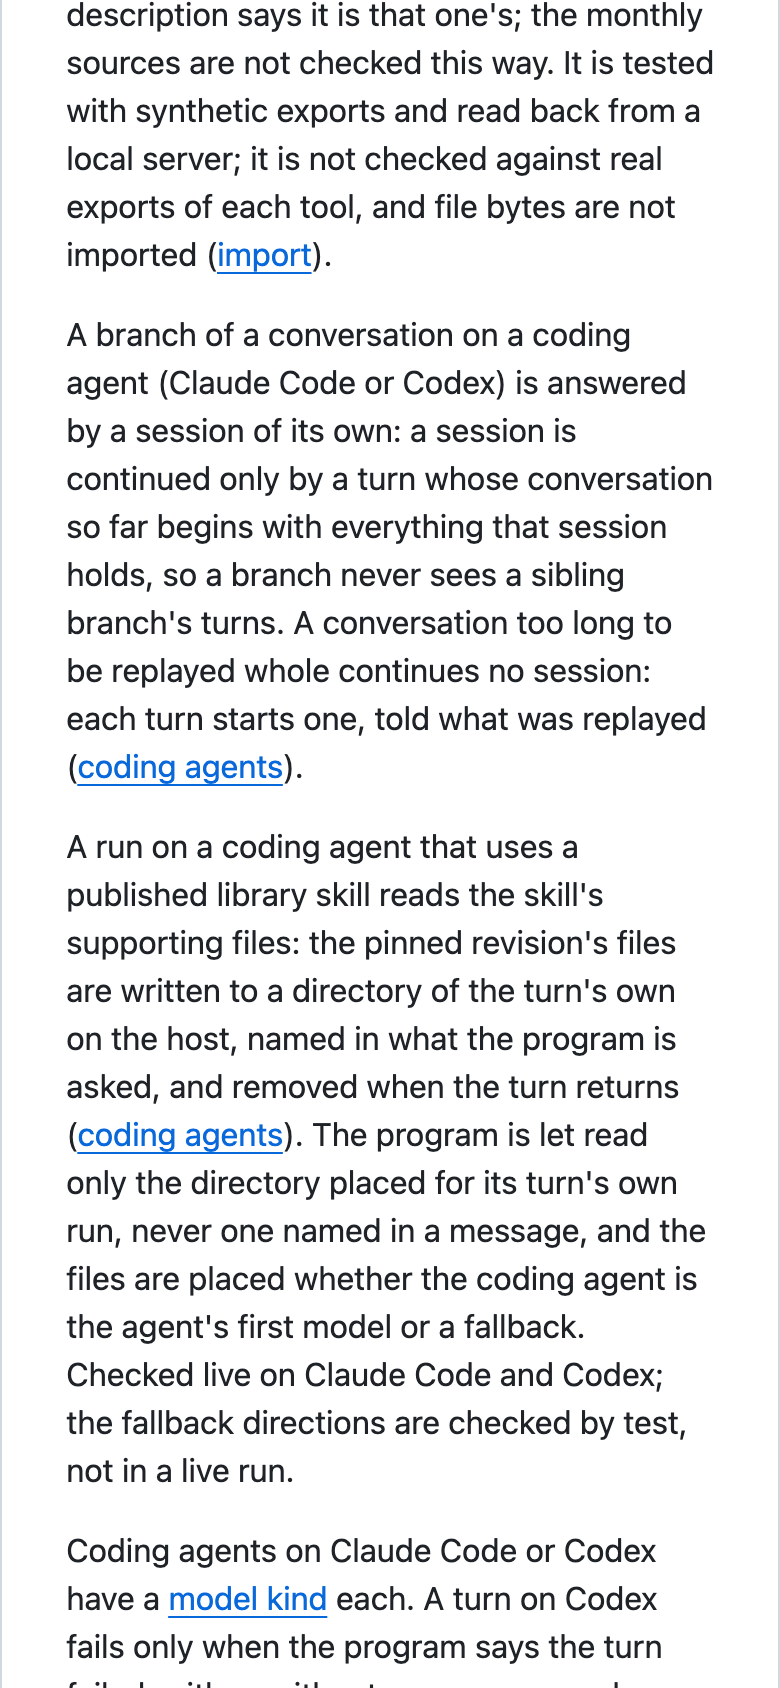 description says it is that one's; the monthly
sources are not checked this way. It is tested
with synthetic exports and read back from a
local server; it is not checked against real
exports of each tool, and file bytes are not
imported (import).
A branch of a conversation on a coding
agent (Claude Code or Codex) is answered
by a session of its own: a session is
continued only by a turn whose conversation
so far begins with everything that session
holds, so a branch never sees a sibling
branch's turns. A conversation too long to
be replayed whole continues no session:
each turn starts one, told what was replayed
(coding agents).
A run on a coding agent that uses a
published library skill reads the skill's
supporting files: the pinned revision's files
are written to a directory of the turn's own
on the host, named in what the program is
asked, and removed when the turn returns
(coding agents). The program is let read
only the directory placed for its turn's own
run, never one named in a message, and the
files are placed whether the coding agent is
the agent's first model or a fallback.
Checked live on Claude Code and Codex;
the fallback directions are checked by test,
not in a live run.
Coding agents on Claude Code or Codex
have a model kind each. A turn on Codex
fails only when the program says the turn